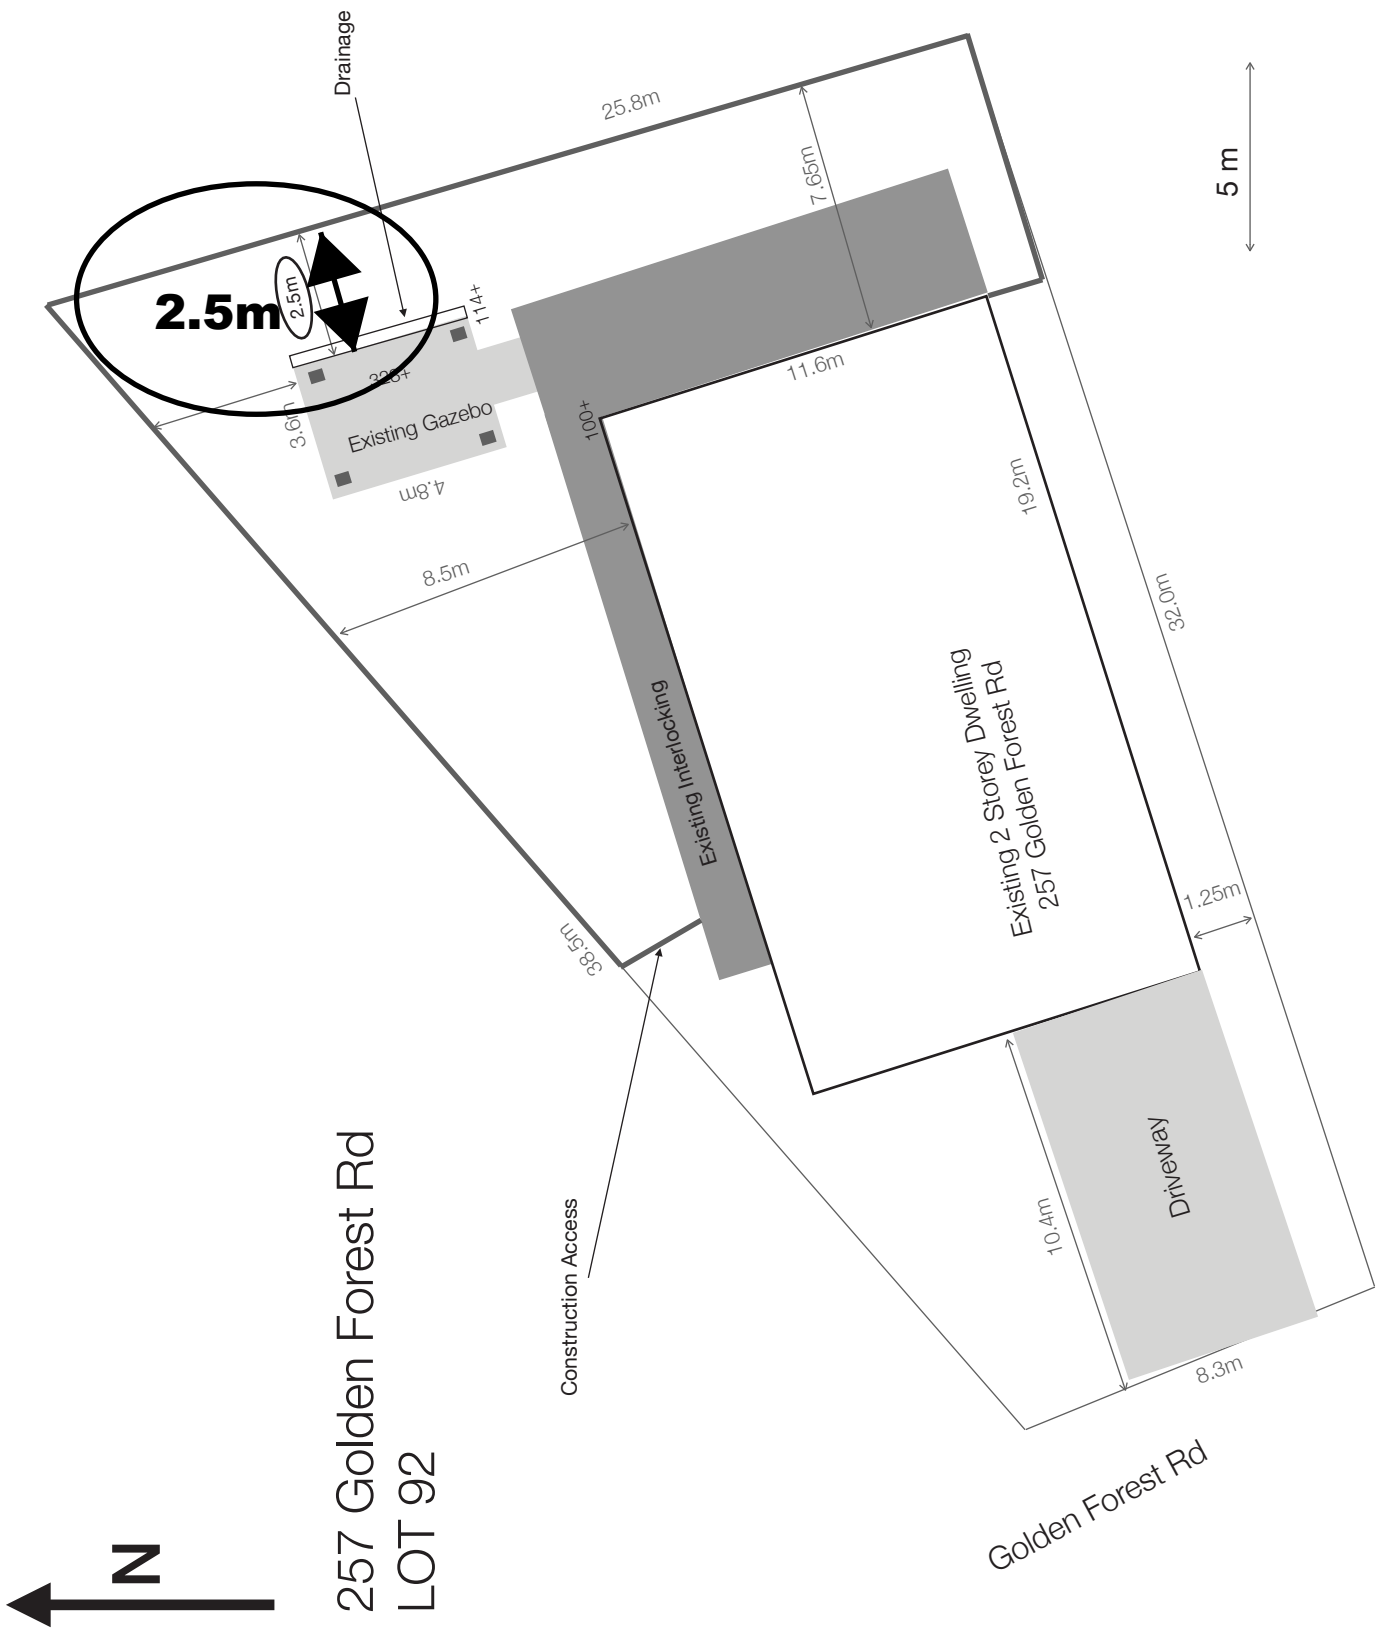 Drainage
25.8m
7.65m
5 m
2.5m
2.5m
114+
328+
Existing Gazebo
3.6m
4.8m
100+
11.6m
8.5m
19.2m
32.0m
Existing Interlocking
Existing 2 Storey Dwelling
257 Golden Forest Rd
1.25m
38.5m
Construction Access
10.4m
Driveway
8.3m
Golden Forest Rd
257 Golden Forest Rd
LOT 92
N